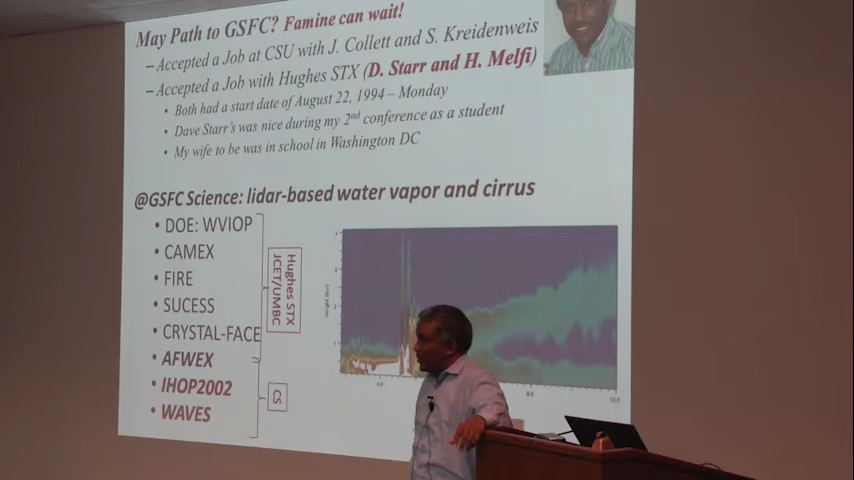 May Path to GSFC? Famine can wait!
– Accepted a Job at CSU with J. Collett and S. Kreidenweis
– Accepted a Job with Hughes STX (D. Starr and H. Melfi)
• Both had a start date of August 22, 1994 – Monday
• Dave Starr's was nice during my 2nd conference as a student
• My wife to be was in school in Washington DC
@GSFC Science: lidar-based water vapor and cirrus
• DOE: WVIOP
• CAMEX
• FIRE
• SUCESS
• CRYSTAL-FACE
• AFWEX
• IHOP2002
• WAVES
Hughes STX
JCET/UMBC
CS